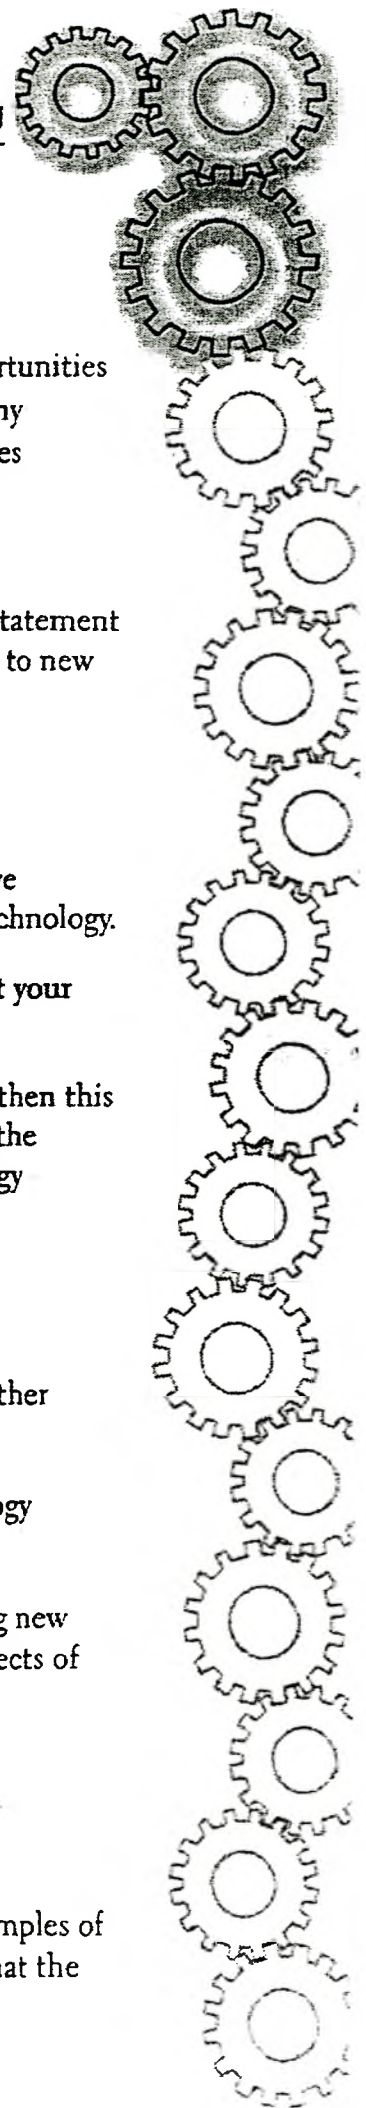 rtunities
ny
es
tatement
to new
re
chnology.
t your
then this
the
gy
ther
ogy
g new
ects of
mples of
nat the